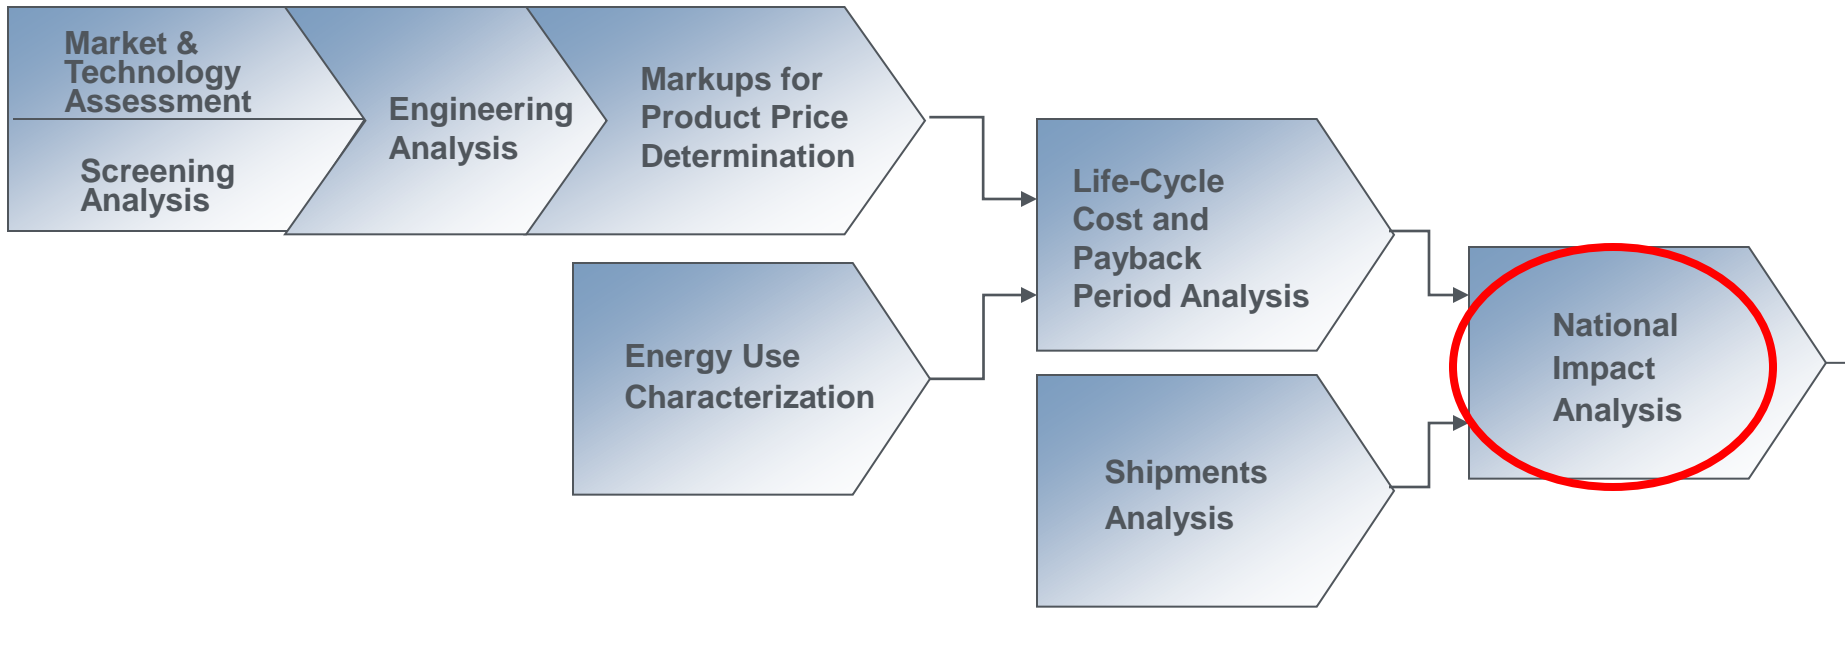 Market &
Technology
Assessment
Screening
Analysis
Engineering
Analysis
Markups for
Product Price
Determination
Energy Use
Characterization
Life-Cycle
Cost and
Payback
Period Analysis
Shipments
Analysis
National
Impact
Analysis